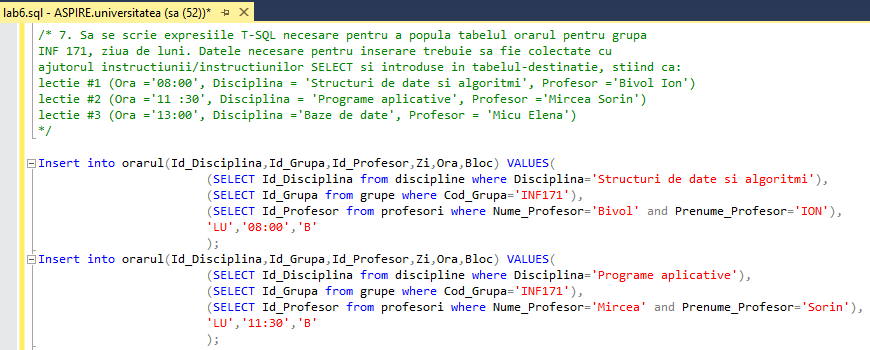 lab6.sql - ASPIRE.universitatea (sa (52))*
/* 7. Sa se scrie expresiile T-SQL necesare pentru a popula tabelul orarul pentru grupa
INF 171, ziua de luni. Datele necesare pentru inserare trebuie sa fie colectate cu
ajutorul instructiunii/instructiunilor SELECT si introduse in tabelul-destinatie, stiind ca:
lectie #1 (Ora ='08:00', Disciplina = 'Structuri de date si algoritmi', Profesor ='Bivol Ion')
lectie #2 (Ora ='11 :30', Disciplina = 'Programe aplicative', Profesor ='Mircea Sorin')
lectie #3 (Ora ='13:00', Disciplina ='Baze de date', Profesor = 'Micu Elena')
*/
Insert into orarul(Id_Disciplina,Id_Grupa,Id_Profesor,Zi,Ora,Bloc) VALUES(
(SELECT Id_Disciplina from discipline where Disciplina='Structuri de date si algoritmi'),
(SELECT Id_Grupa from grupe where Cod_Grupa='INF171'),
(SELECT Id_Profesor from profesori where Nume_Profesor='Bivol' and Prenume_Profesor='ION'),
'LU','08:00','B'
);
Insert into orarul(Id_Disciplina,Id_Grupa,Id_Profesor,Zi,Ora,Bloc) VALUES(
(SELECT Id_Disciplina from discipline where Disciplina='Programe aplicative'),
(SELECT Id_Grupa from grupe where Cod_Grupa='INF171'),
(SELECT Id_Profesor from profesori where Nume_Profesor='Mircea' and Prenume_Profesor='Sorin'),
'LU','11:30','B'
);